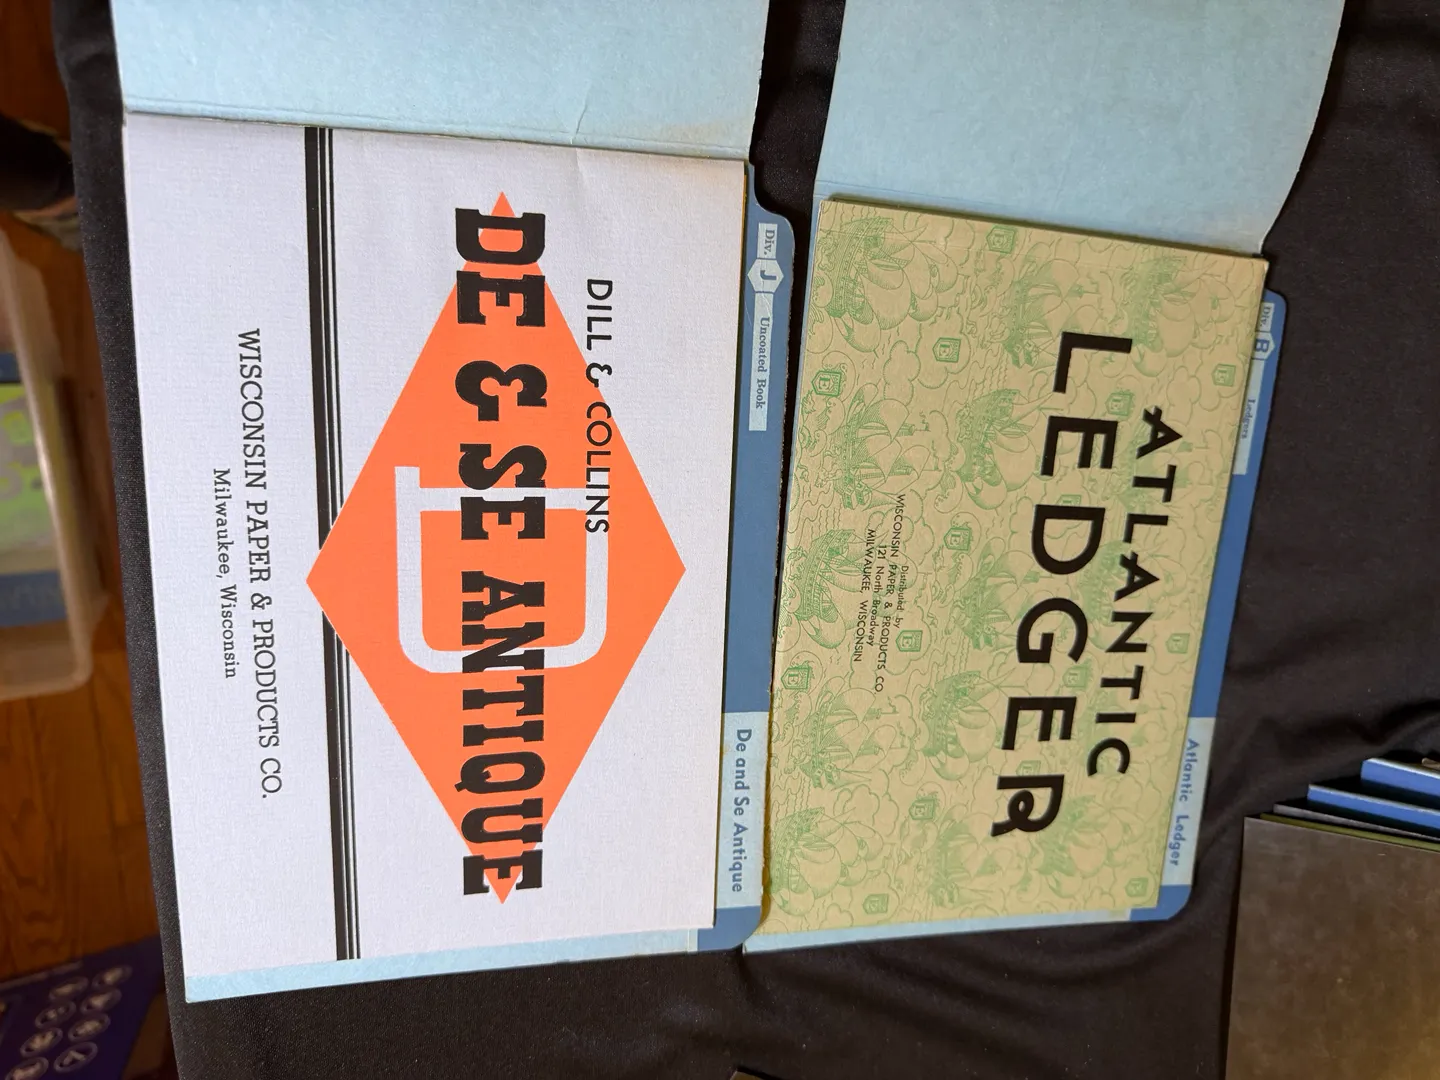 Div. J Uncoated Book
De and Se Antique
DILL & COLLINS
DE & SE ANTIQUE
WISCONSIN PAPER & PRODUCTS CO.
Milwaukee, Wisconsin
Div. B Ledgers
Atlantic Ledger
ATLANTIC
LEDGER
Distributed by
WISCONSIN PAPER & PRODUCTS CO.
121 North Broadway
MILWAUKEE, WISCONSIN